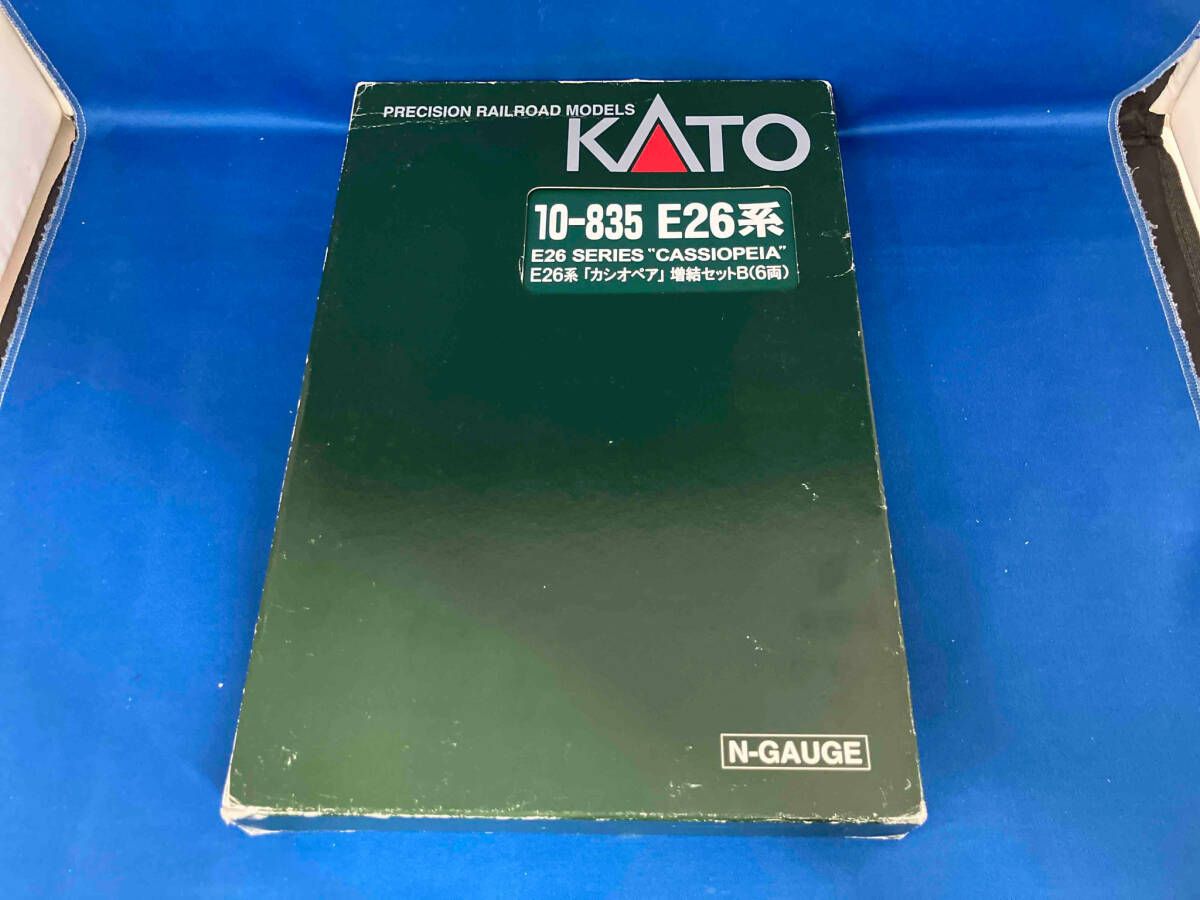 PRECISION RAILROAD MODELS
KATO
10-835 E26系
E26 SERIES "CASSIOPEIA"
E26系「カシオペア」増結セットB(6両)
N-GAUGE